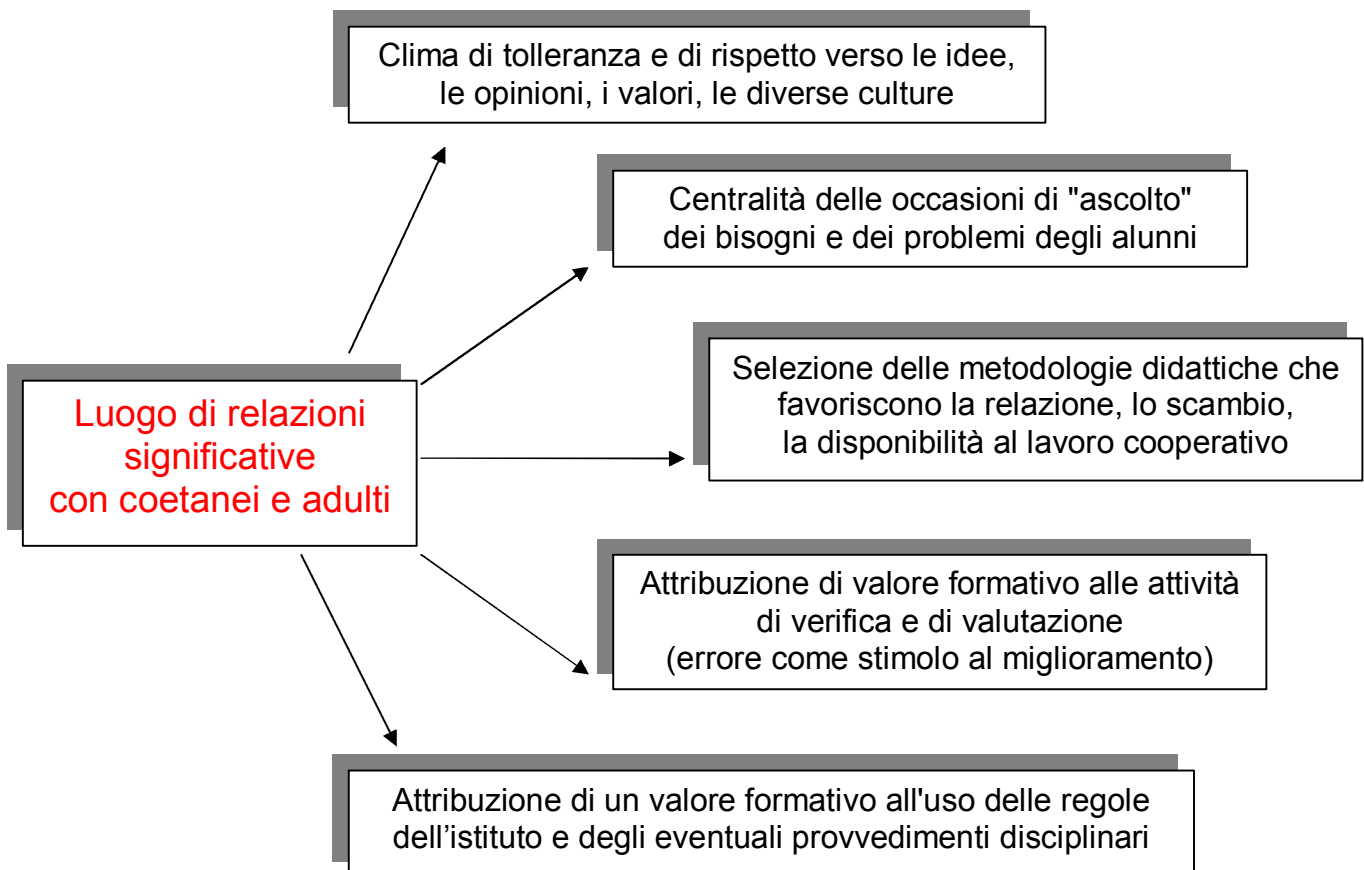 Clima di tolleranza e di rispetto verso le idee,
le opinioni, i valori, le diverse culture
Centralità delle occasioni di "ascolto"
dei bisogni e dei problemi degli alunni
Selezione delle metodologie didattiche che
favoriscono la relazione, lo scambio,
la disponibilità al lavoro cooperativo
Luogo di relazioni
significative
con coetanei e adulti
Attribuzione di valore formativo alle attività
di verifica e di valutazione
(errore come stimolo al miglioramento)
Attribuzione di un valore formativo all'uso delle regole
dell’istituto e degli eventuali provvedimenti disciplinari